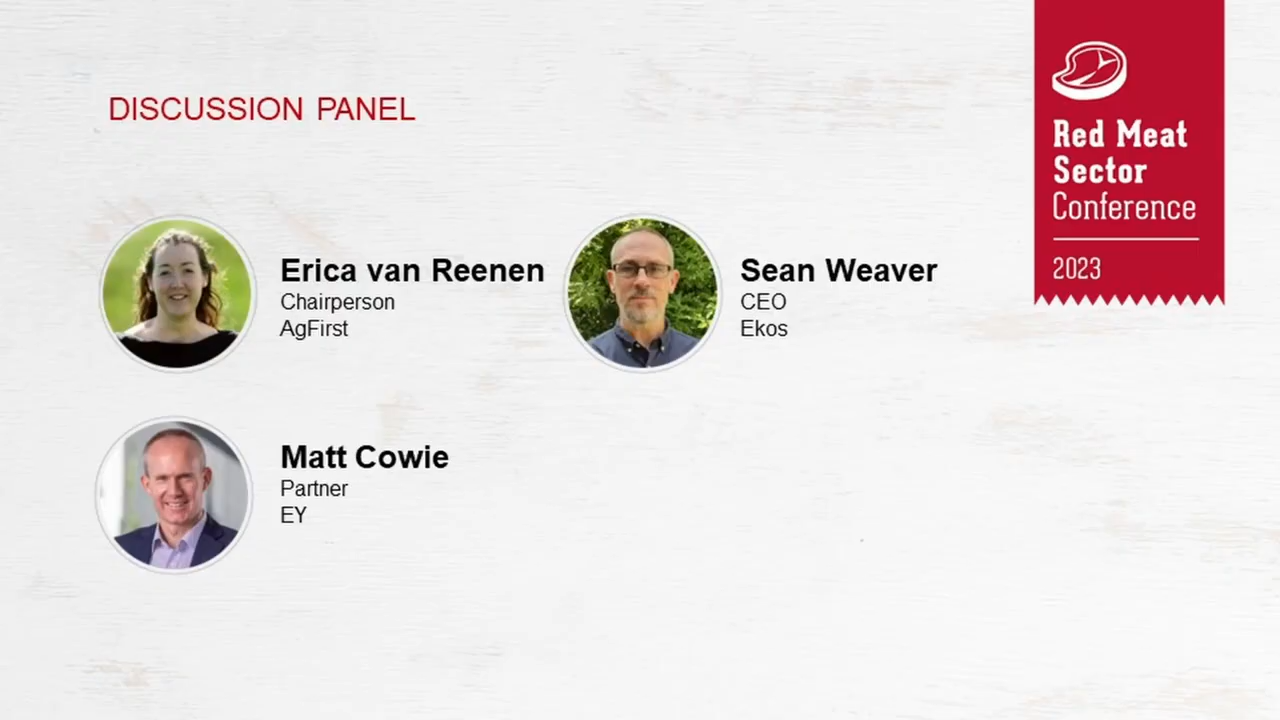 DISCUSSION PANEL
Red Meat
Sector
Conference
2023
Erica van Reenen
Chairperson
AgFirst
Sean Weaver
CEO
Ekos
Matt Cowie
Partner
EY